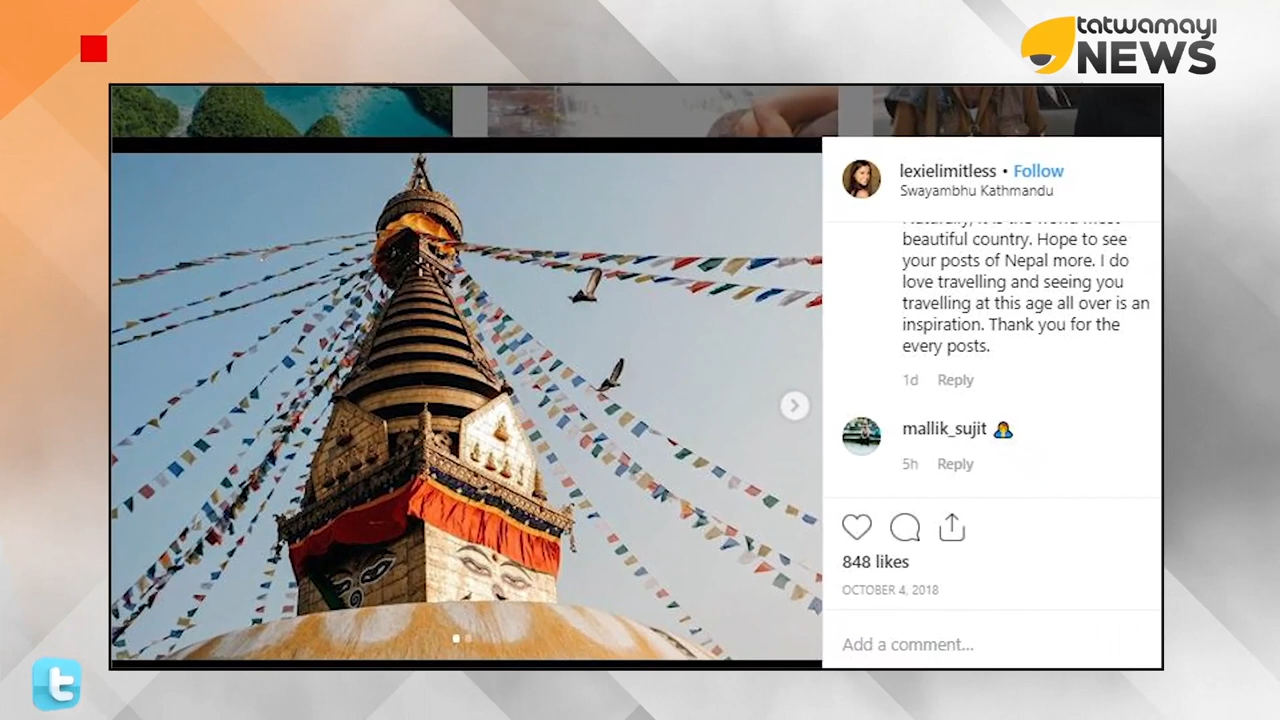 tatwamayi
NEWS
lexielimitless • Follow
Swayambhu Kathmandu
beautiful country. Hope to see
your posts of Nepal more. I do
love travelling and seeing you
travelling at this age all over is an
inspiration. Thank you for the
every posts.
1d Reply
mallik_sujit 🤦‍♂️
5h Reply
848 likes
OCTOBER 4, 2018
Add a comment...